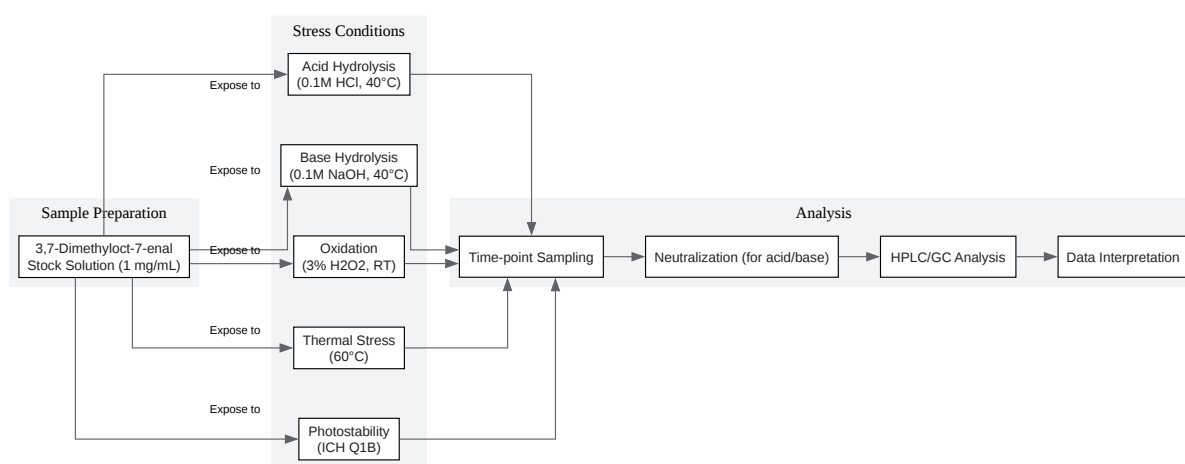 Stress Conditions
Acid Hydrolysis
(0.1M HCl, 40°C)
Expose to
Base Hydrolysis
(0.1M NaOH, 40°C)
Expose to
Sample Preparation
3,7-Dimethyloct-7-enal
Stock Solution (1 mg/mL)
Expose to
Oxidation
(3% H2O2, RT)
Analysis
Time-point Sampling
Neutralization (for acid/base)
HPLC/GC Analysis
Data Interpretation
Expose to
Thermal Stress
(60°C)
Expose to
Photostability
(ICH Q1B)